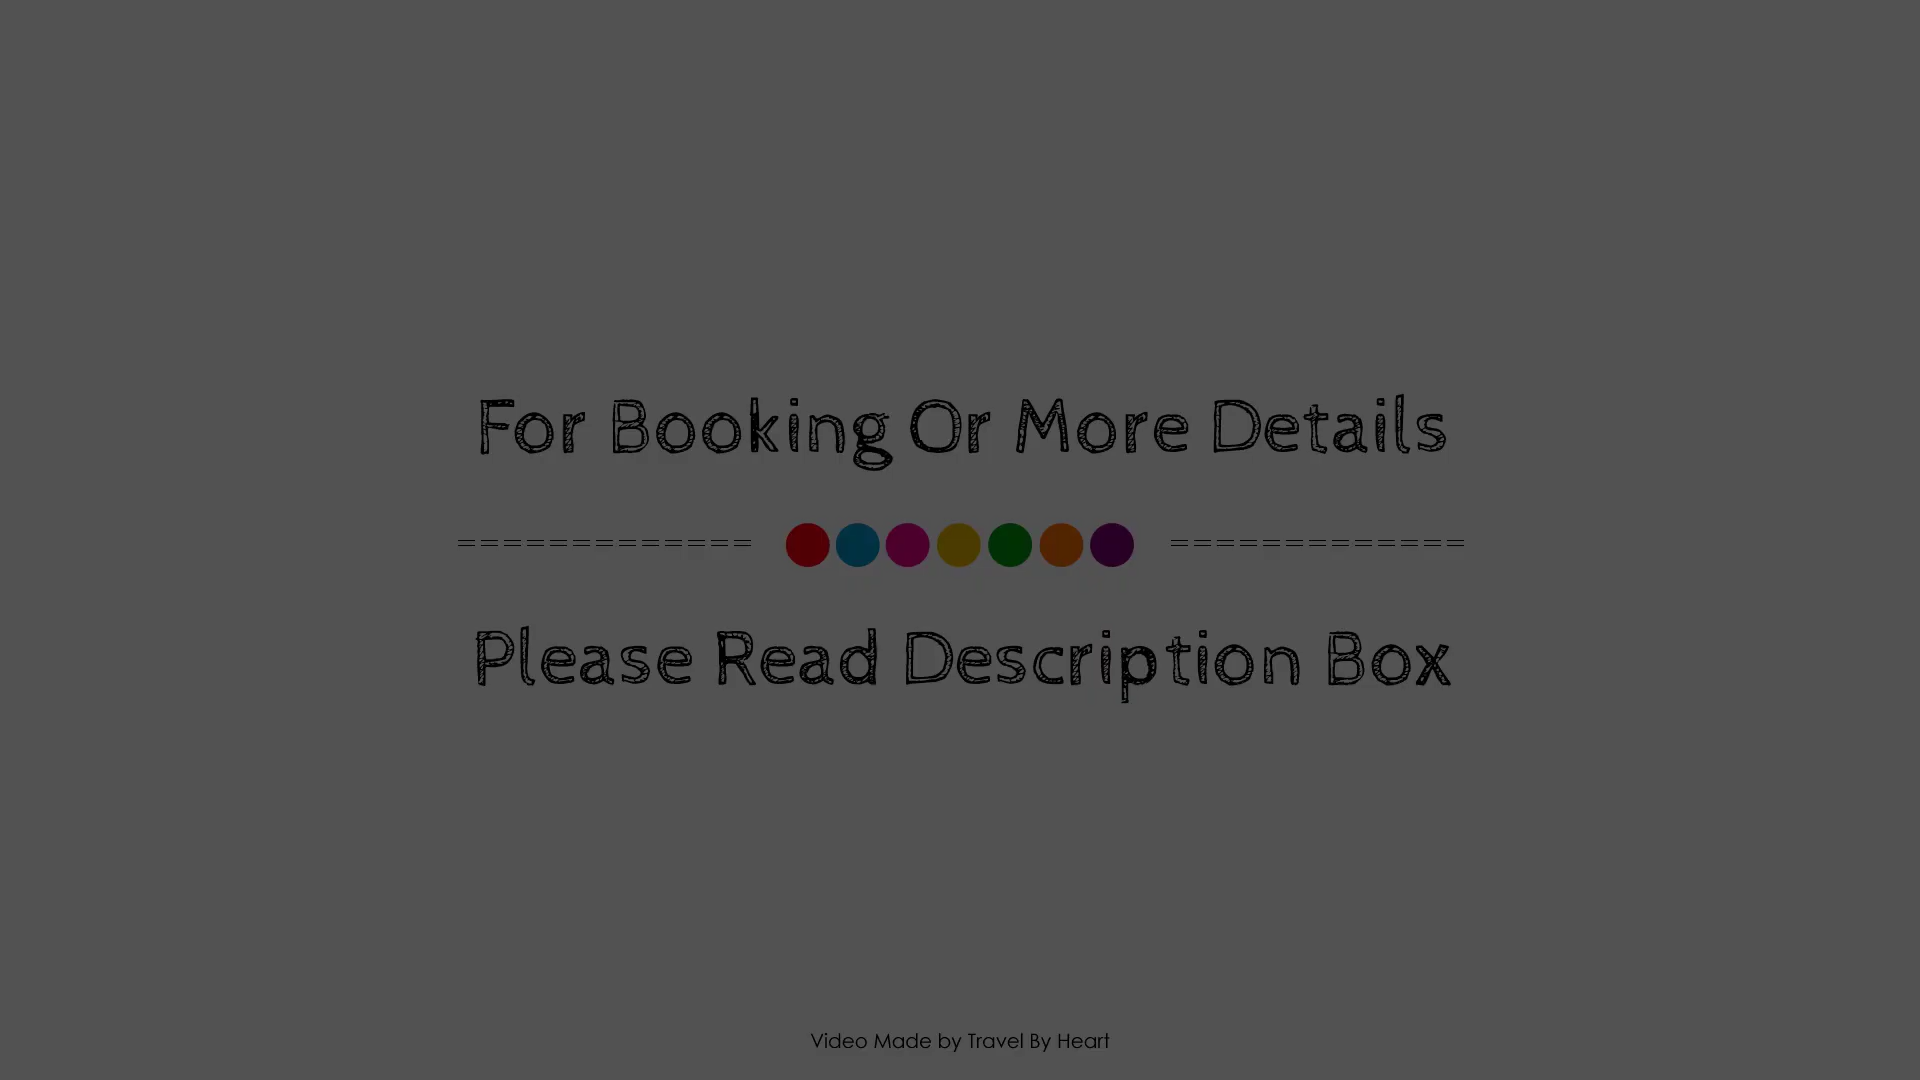 For Booking Or More Details
============= =============
Please Read Description Box
Video Made by Travel By Heart